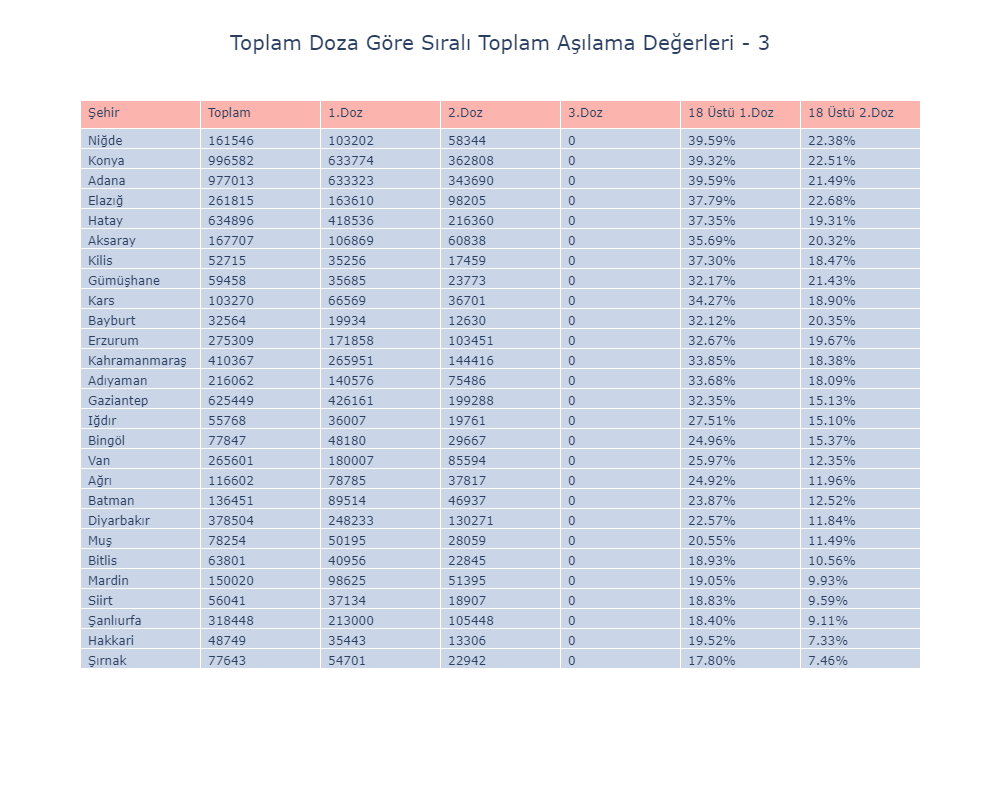 Toplam Doza Göre Sıralı Toplam Aşılama Değerleri - 3
Şehir Toplam 1.Doz 2.Doz 3.Doz 18 Üstü 1.Doz 18 Üstü 2.Doz
Niğde 161546 103202 58344 0 39.59% 22.38%
Konya 996582 633774 362808 0 39.32% 22.51%
Adana 977013 633323 343690 0 39.59% 21.49%
Elazığ 261815 163610 98205 0 37.79% 22.68%
Hatay 634896 418536 216360 0 37.35% 19.31%
Aksaray 167707 106869 60838 0 35.69% 20.32%
Kilis 52715 35256 17459 0 37.30% 18.47%
Gümüşhane 59458 35685 23773 0 32.17% 21.43%
Kars 103270 66569 36701 0 34.27% 18.90%
Bayburt 32564 19934 12630 0 32.12% 20.35%
Erzurum 275309 171858 103451 0 32.67% 19.67%
Kahramanmaraş 410367 265951 144416 0 33.85% 18.38%
Adıyaman 216062 140576 75486 0 33.68% 18.09%
Gaziantep 625449 426161 199288 0 32.35% 15.13%
Iğdır 55768 36007 19761 0 27.51% 15.10%
Bingöl 77847 48180 29667 0 24.96% 15.37%
Van 265601 180007 85594 0 25.97% 12.35%
Ağrı 116602 78785 37817 0 24.92% 11.96%
Batman 136451 89514 46937 0 23.87% 12.52%
Diyarbakır 378504 248233 130271 0 22.57% 11.84%
Muş 78254 50195 28059 0 20.55% 11.49%
Bitlis 63801 40956 22845 0 18.93% 10.56%
Mardin 150020 98625 51395 0 19.05% 9.93%
Siirt 56041 37134 18907 0 18.83% 9.59%
Şanlıurfa 318448 213000 105448 0 18.40% 9.11%
Hakkari 48749 35443 13306 0 19.52% 7.33%
Şırnak 77643 54701 22942 0 17.80% 7.46%